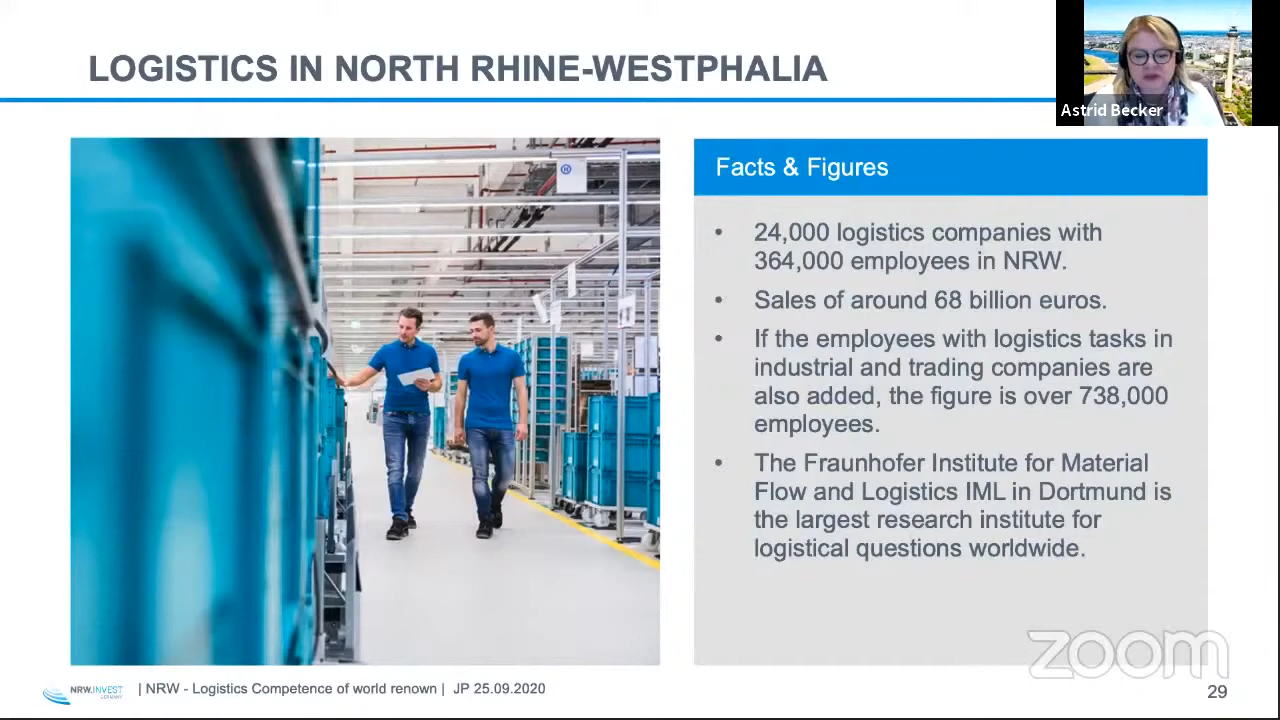 LOGISTICS IN NORTH RHINE-WESTPHALIA
Astrid Becker
Facts & Figures
• 24,000 logistics companies with
364,000 employees in NRW.
• Sales of around 68 billion euros.
• If the employees with logistics tasks in
industrial and trading companies are
also added, the figure is over 738,000
employees.
• The Fraunhofer Institute for Material
Flow and Logistics IML in Dortmund is
the largest research institute for
logistical questions worldwide.
zoom
NRW.INVEST
GERMANY
| NRW - Logistics Competence of world renown | JP 25.09.2020
29